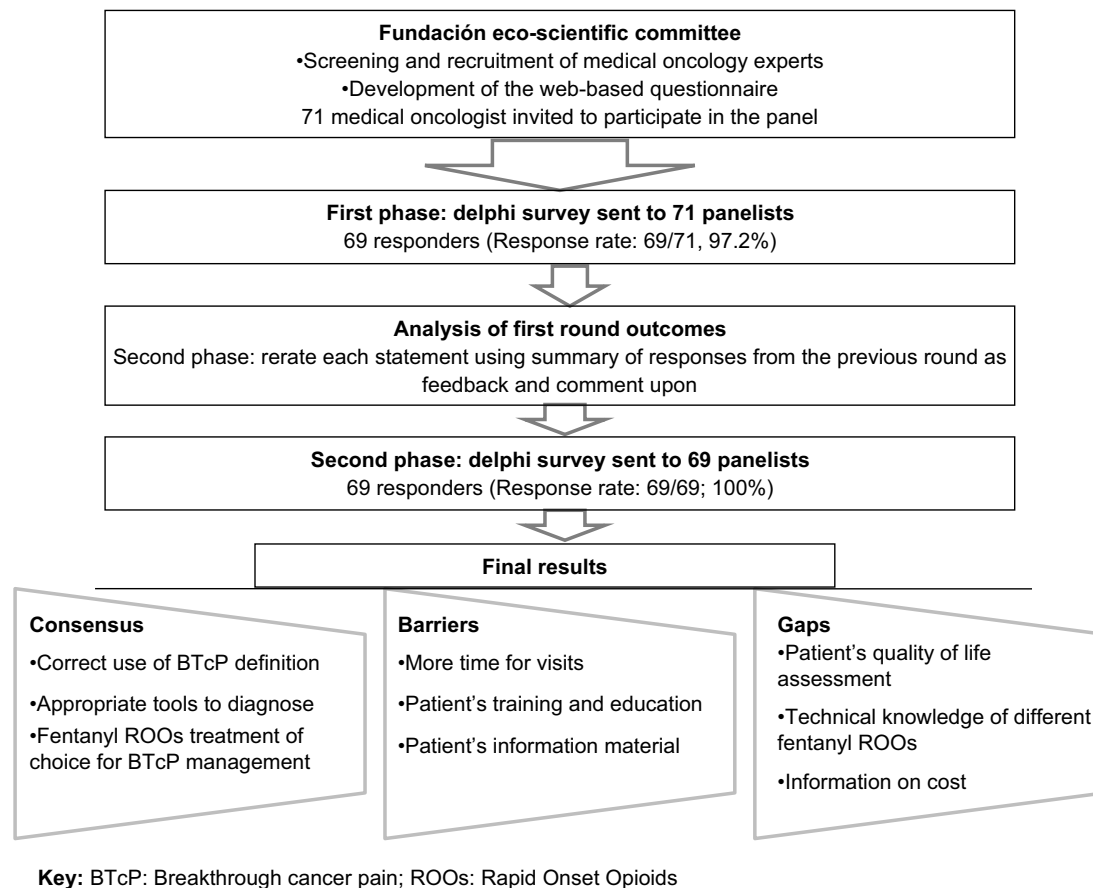 Fundación eco-scientific committee
•Screening and recruitment of medical oncology experts
•Development of the web-based questionnaire
71 medical oncologist invited to participate in the panel
First phase: delphi survey sent to 71 panelists
69 responders (Response rate: 69/71, 97.2%)
Analysis of first round outcomes
Second phase: rerate each statement using summary of responses from the previous round as
feedback and comment upon
Second phase: delphi survey sent to 69 panelists
69 responders (Response rate: 69/69; 100%)
Final results
Consensus
•Correct use of BTcP definition
•Appropriate tools to diagnose
•Fentanyl ROOs treatment of
choice for BTcP management
Barriers
•More time for visits
•Patient's training and education
•Patient's information material
Gaps
•Patient's quality of life
assessment
•Technical knowledge of different
fentanyl ROOs
•Information on cost
Key: BTcP: Breakthrough cancer pain; ROOs: Rapid Onset Opioids